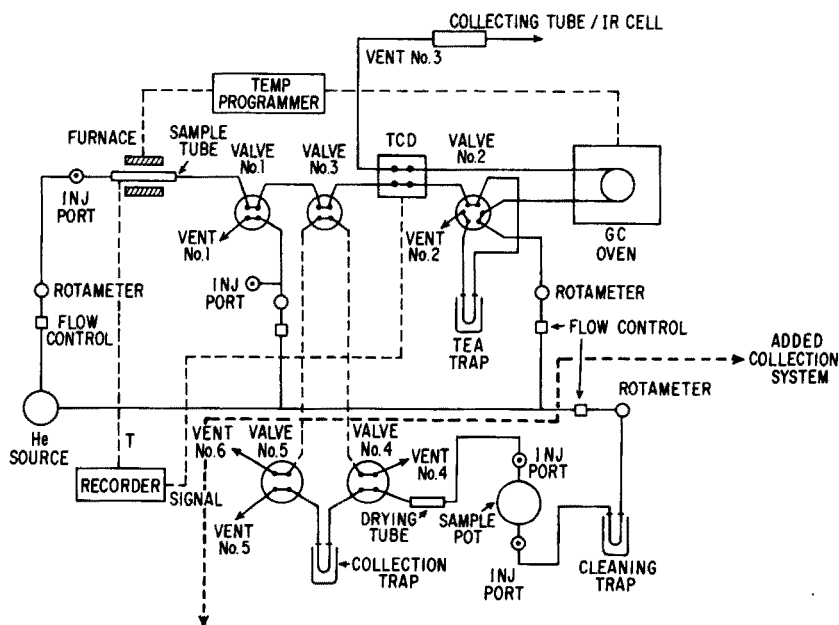 COLLECTING TUBE / IR CELL
VENT No.3
TEMP
PROGRAMMER
FURNACE
SAMPLE
TUBE
VALVE
No.1
VALVE
No.3
TCD
VALVE
No.2
INJ
PORT
VENT
No.1
VENT
No.2
GC
OVEN
INJ
PORT
ROTAMETER
ROTAMETER
FLOW
CONTROL
TEA
TRAP
FLOW CONTROL
ADDED
COLLECTION
SYSTEM
ROTAMETER
He
SOURCE
T
VENT
No.6
VALVE
No.5
VALVE
No.4
VENT
No.4
INJ
PORT
RECORDER
SIGNAL
DRYING
TUBE
SAMPLE
POT
VENT
No.5
COLLECTION
TRAP
INJ
PORT
CLEANING
TRAP